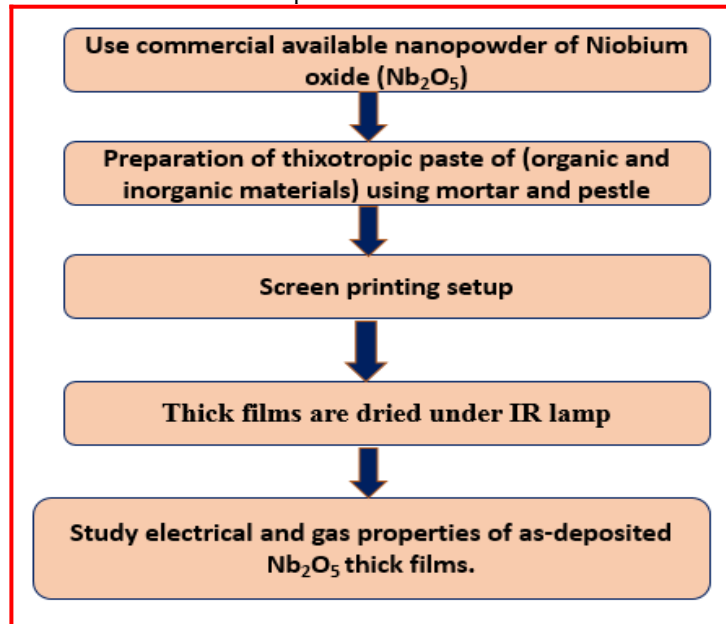 Use commercial available nanopowder of Niobium
oxide (Nb₂O₅)
Preparation of thixotropic paste of (organic and
inorganic materials) using mortar and pestle
Screen printing setup
Thick films are dried under IR lamp
Study electrical and gas properties of as-deposited
Nb₂O₅ thick films.